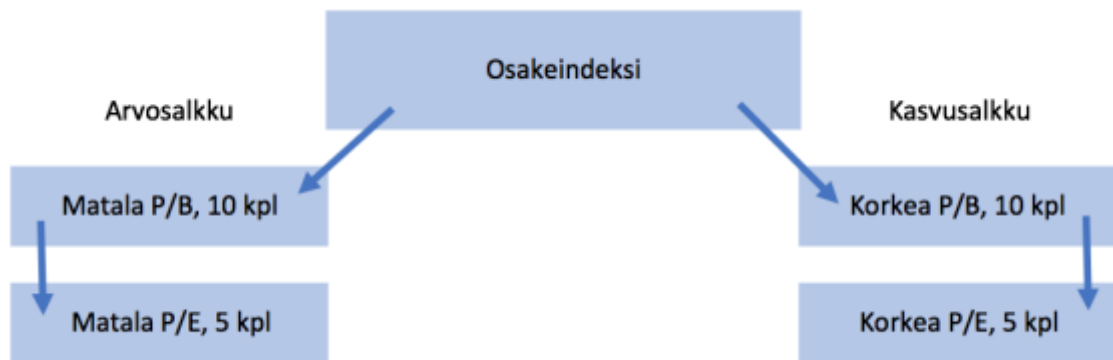 Osakeindeksi
Arvosalkku
Kasvusalkku
Matala P/B, 10 kpl
Korkea P/B, 10 kpl
Matala P/E, 5 kpl
Korkea P/E, 5 kpl